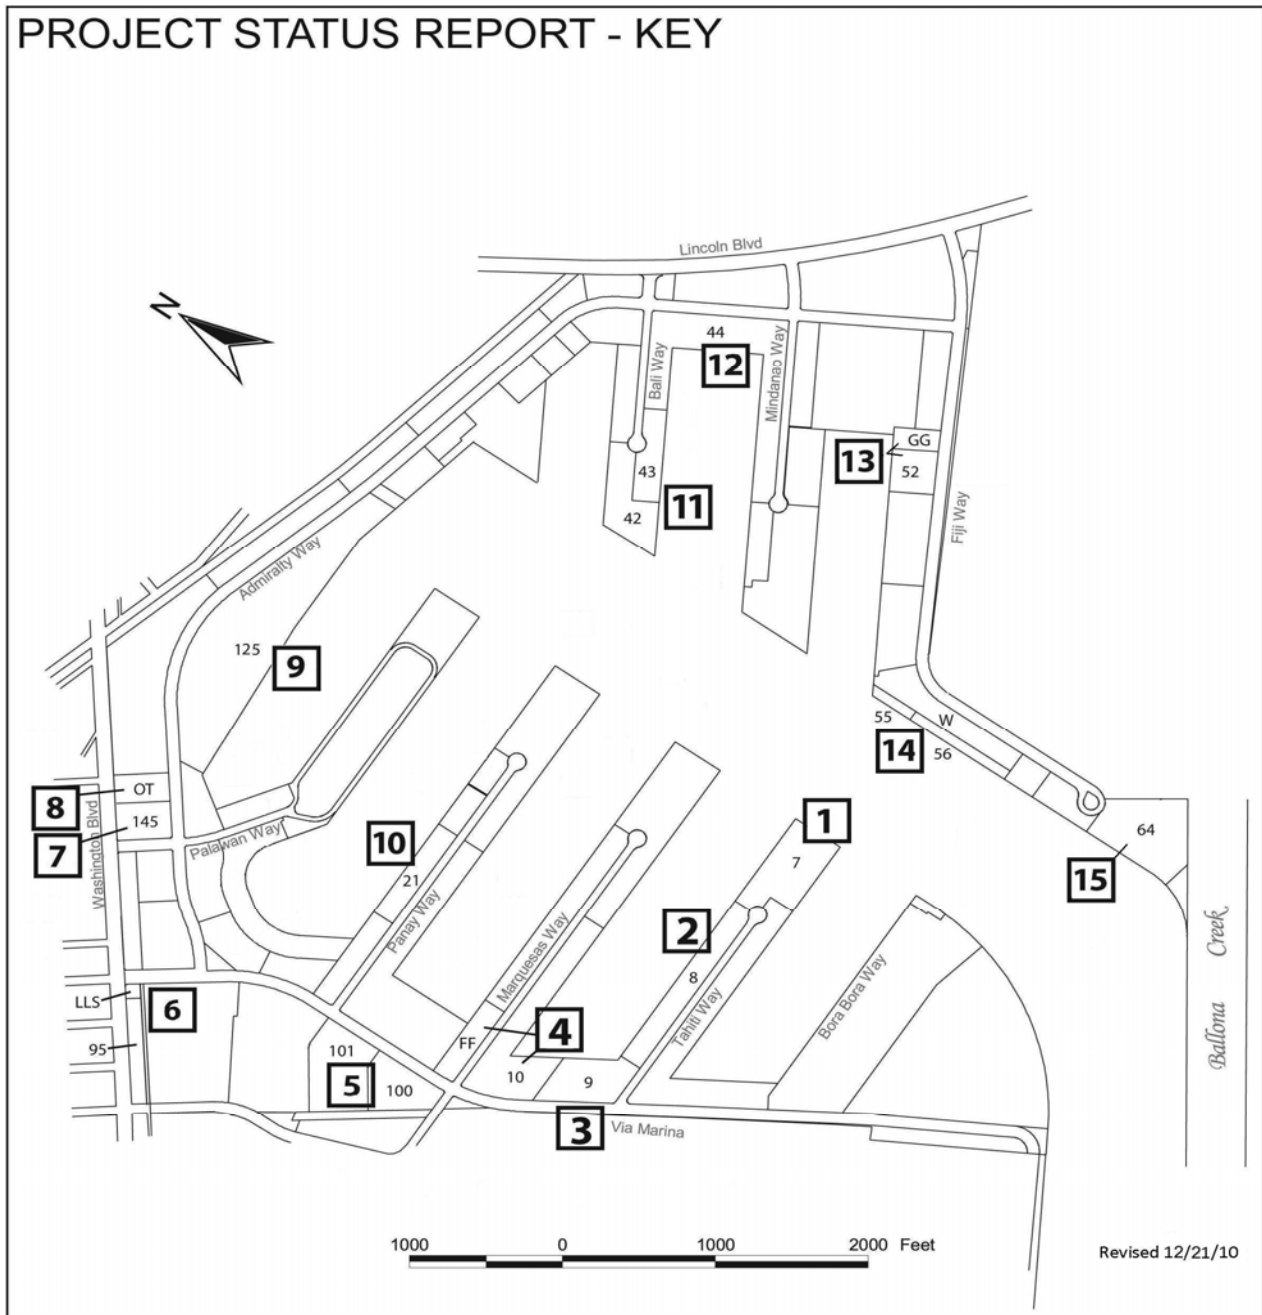 PROJECT STATUS REPORT - KEY
Lincoln Blvd
N
44
12
Bali Way
Mindanao Way
13
GG
52
43
42
11
Fiji Way
Admiralty Way
125
9
55
W
14
56
8
OT
7
145
Washington Blvd
Palawan Way
10
21
Panay Way
1
7
64
15
2
8
Marquesas Way
Tahiti Way
Bora Bora Way
Ballona Creek
LLS
6
95
4
FF
101
5
100
10
9
3
Via Marina
1000 0 1000 2000 Feet
Revised 12/21/10